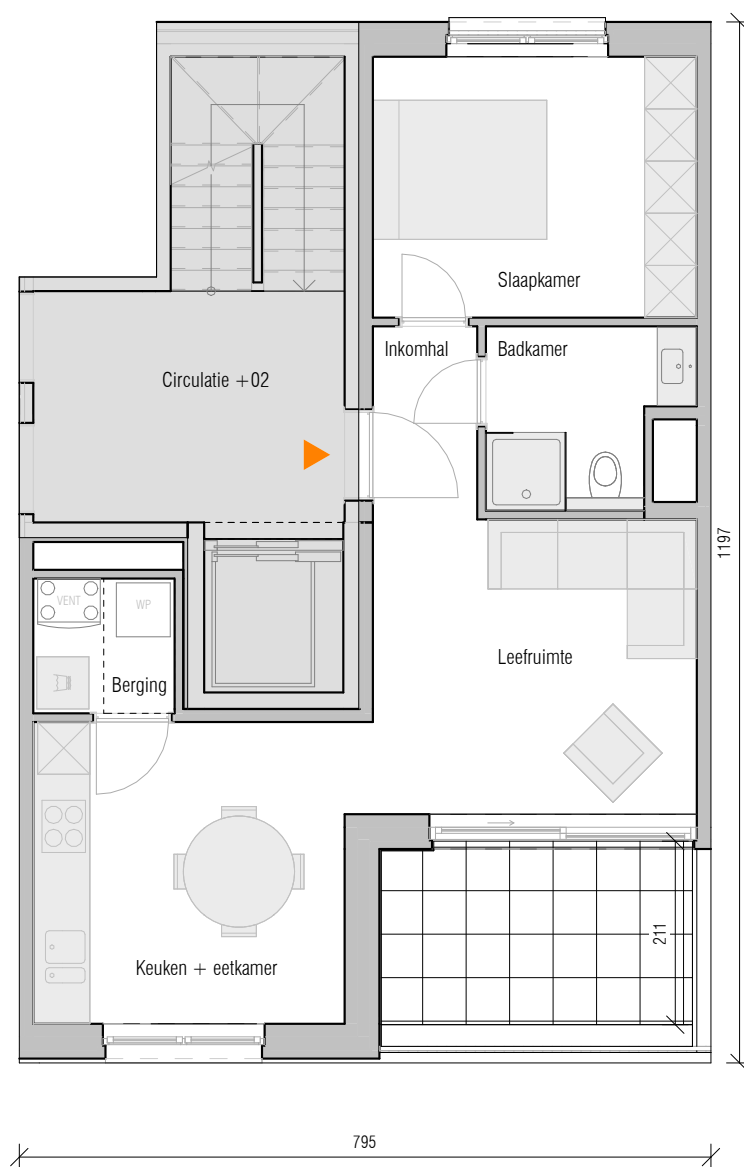 Slaapkamer
Inkomhal
Badkamer
Circulatie +02
1197
VENT
WP
Berging
Leefruimte
211
Keuken + eetkamer
795